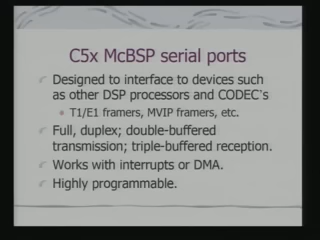 C5x McBSP serial ports
Designed to interface to devices such
as other DSP processors and CODEC's
T1/E1 framers, MVIP framers, etc.
Full, duplex; double-buffered
transmission; triple-buffered reception.
Works with interrupts or DMA.
Highly programmable.